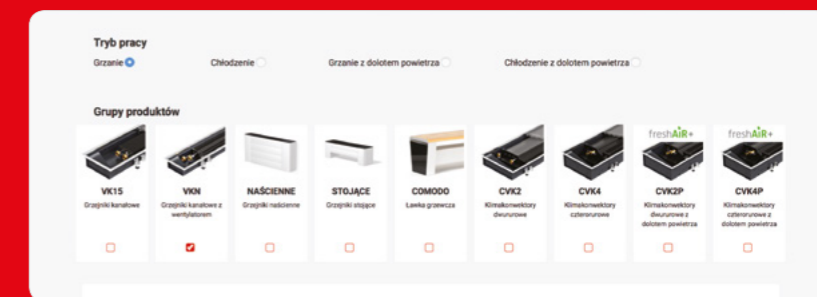 Tryb pracy
Grzanie Chłodzenie Grzanie z dolotem powietrza Chłodzenie z dolotem powietrza
Grupy produktów
freshAiR+ freshAiR+
VK15 VKN NAŚCIENNE STOJĄCE COMODO CVK2 CVK4 CVK2P CVK4P
Grzejniki kanałowe Grzejniki kanałowe z Grzejniki naścienne Grzejniki stojące Ławka grzewcza Klimakonwektory Klimakonwektory Klimakonwektory Klimakonwektory
wentylatorem dwururowe czterorurowe dwururowe z czterorurowe z
dolotem powietrza dolotem powietrza